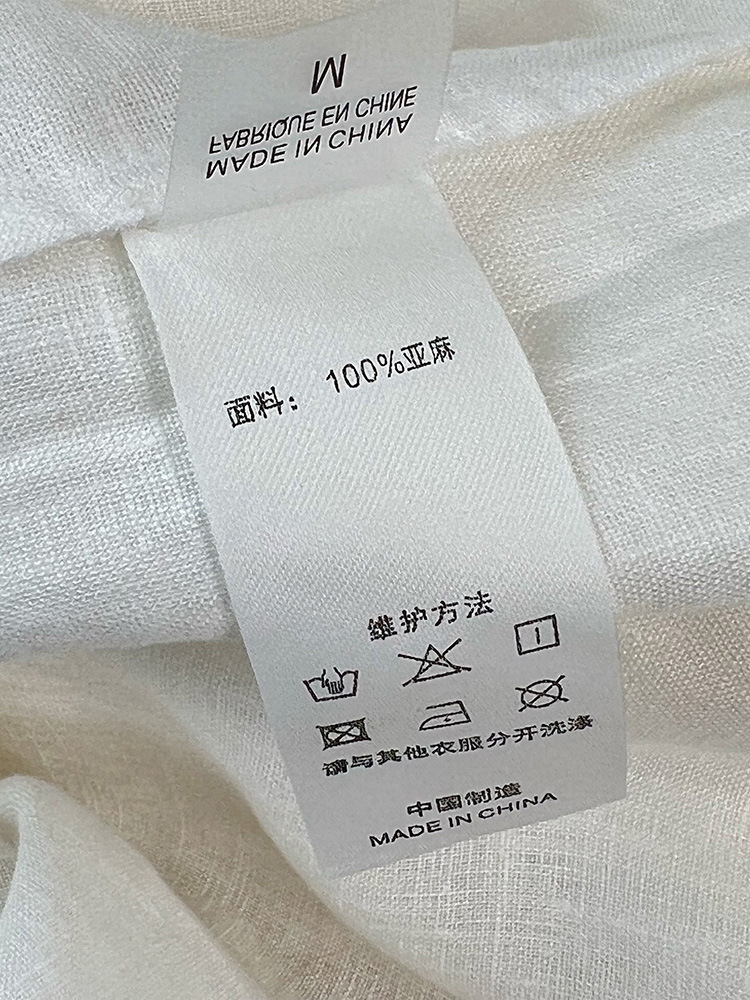 M
FABRIQUE EN CHINE
MADE IN CHINA
面料： 100%亚麻
维护方法
请与其他衣服分开洗涤
中国制造
MADE IN CHINA